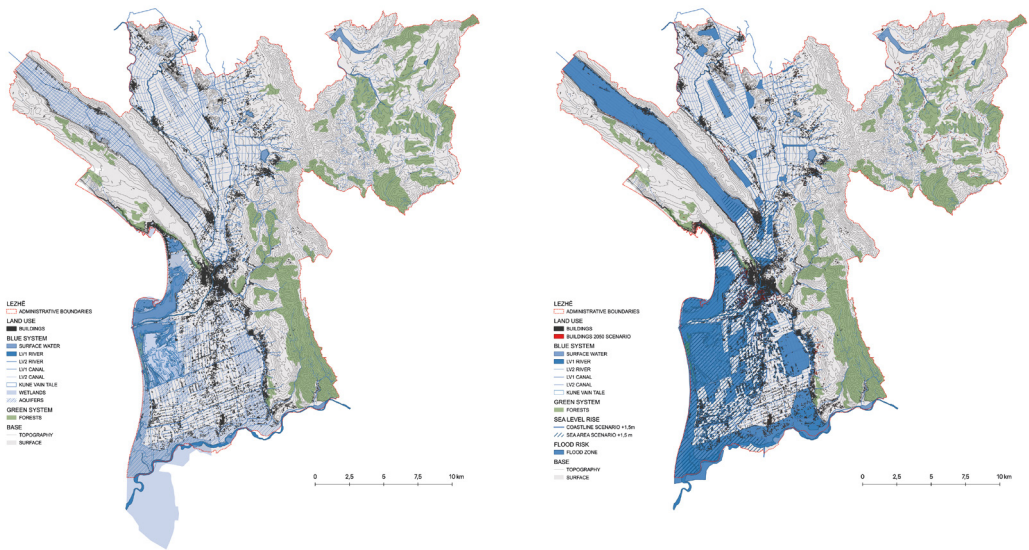 LEZHË
ADMINISTRATIVE BOUNDARIES
LAND USE
BUILDINGS
BLUE SYSTEM
SURFACE WATER
LV1 RIVER
LV2 RIVER
LV1 CANAL
LV2 CANAL
KUNE VAIN TALE
WETLANDS
AQUIFERS
GREEN SYSTEM
FORESTS
BASE
TOPOGRAPHY
SURFACE
0 2,5 5 10 km
LEZHË
ADMINISTRATIVE BOUNDARIES
LAND USE
BUILDINGS
BUILDINGS 2050 SCENARIO
BLUE SYSTEM
SURFACE WATER
LV1 RIVER
LV2 RIVER
LV1 CANAL
LV2 CANAL
KUNE VAIN TALE
GREEN SYSTEM
FORESTS
SEA LEVEL RISE
COASTLINE SCENARIO +1,5m
SEA AREA SCENARIO +1,5 m
FLOOD RISK
FLOOD ZONE
BASE
TOPOGRAPHY
SURFACE
0 2,5 5 10 km